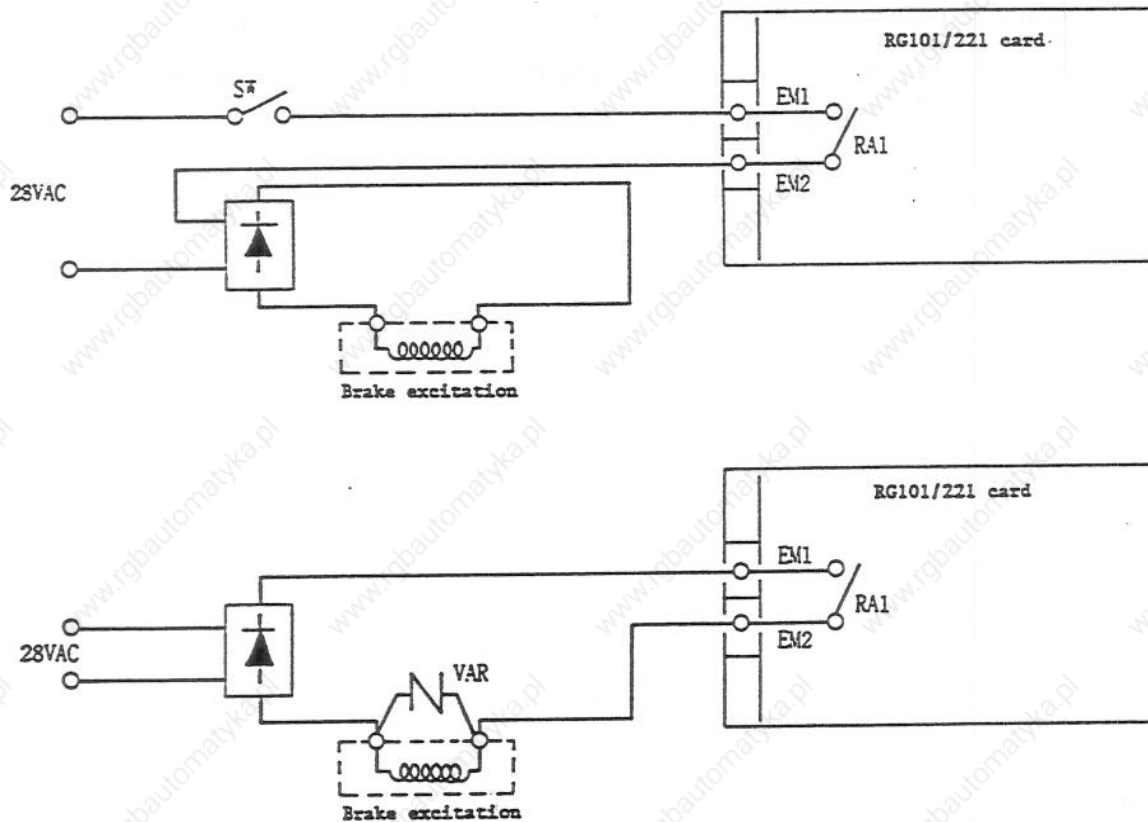 RG101/221 card
S*
EM1
RA1
EM2
28VAC
Brake excitation
RG101/221 card
EM1
RA1
EM2
28VAC
VAR
Brake excitation
www.rgbautomatyka.pl